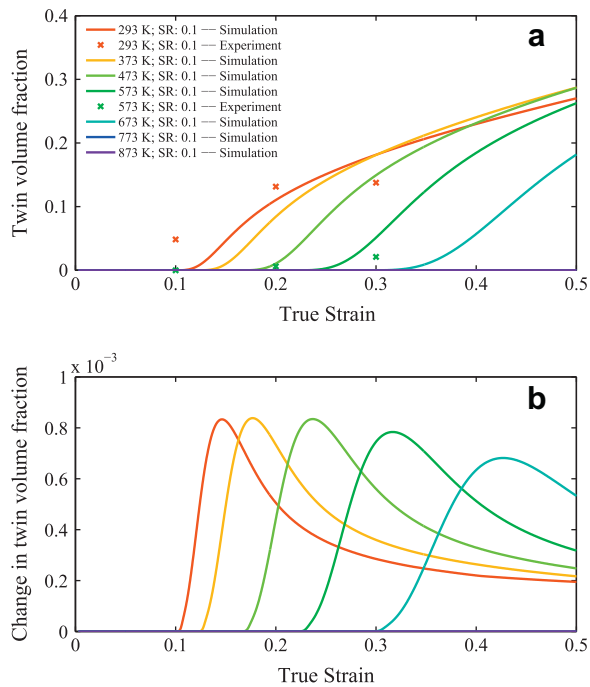 0.4
a
293 K; SR: 0.1 — Simulation
293 K; SR: 0.1 — Experiment
373 K; SR: 0.1 — Simulation
473 K; SR: 0.1 — Simulation
573 K; SR: 0.1 — Simulation
573 K; SR: 0.1 — Experiment
673 K; SR: 0.1 — Simulation
773 K; SR: 0.1 — Simulation
873 K; SR: 0.1 — Simulation
0.3
0.2
0.1
0
Twin volume fraction
0 0.1 0.2 0.3 0.4 0.5
True Strain
x 10⁻³
b
1
0.8
0.6
0.4
0.2
0
Change in twin volume fraction
0 0.1 0.2 0.3 0.4 0.5
True Strain